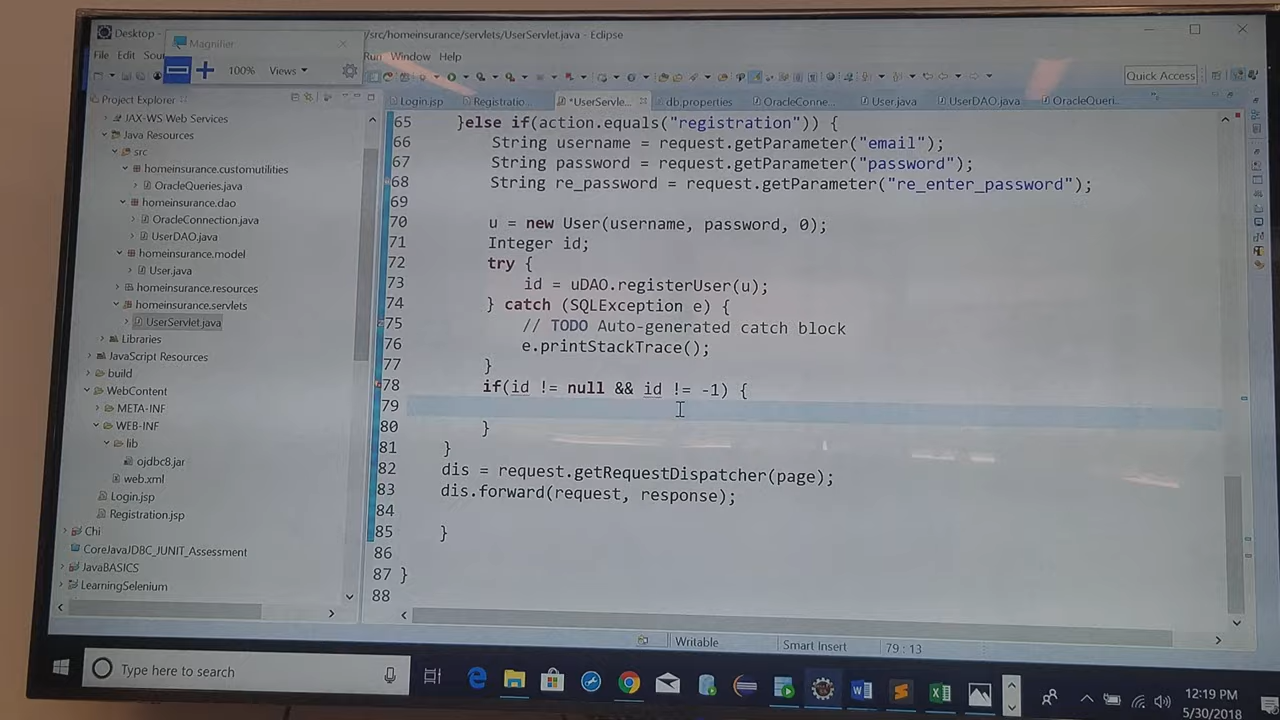 Desktop - /src/homeinsurance/servlets/UserServlet.java - Eclipse
Magnifier
File Edit Sou Run Window Help
100% Views
Quick Access
Project Explorer
Login.jsp Registratio... *UserServle... db.properties OracleConne... User.java UserDAO.java OracleQueri...
JAX-WS Web Services
Java Resources
src
homeinsurance.customutilities
OracleQueries.java
homeinsurance.dao
OracleConnection.java
UserDAO.java
homeinsurance.model
User.java
homeinsurance.resources
homeinsurance.servlets
UserServlet.java
Libraries
JavaScript Resources
build
WebContent
META-INF
WEB-INF
lib
ojdbc8.jar
web.xml
Login.jsp
Registration.jsp
Chi
CoreJavaJDBC_JUNIT_Assessment
JavaBASICS
LearningSelenium
65 }else if(action.equals("registration")) {
66 String username = request.getParameter("email");
67 String password = request.getParameter("password");
68 String re_password = request.getParameter("re_enter_password");
69
70 u = new User(username, password, 0);
71 Integer id;
72 try {
73 id = uDAO.registerUser(u);
74 } catch (SQLException e) {
75 // TODO Auto-generated catch block
76 e.printStackTrace();
77 }
78 if(id != null && id != -1) {
79
80 }
81 }
82 dis = request.getRequestDispatcher(page);
83 dis.forward(request, response);
84
85 }
86
87 }
88
Writable Smart Insert 79 : 13
Type here to search
12:19 PM
5/30/2018